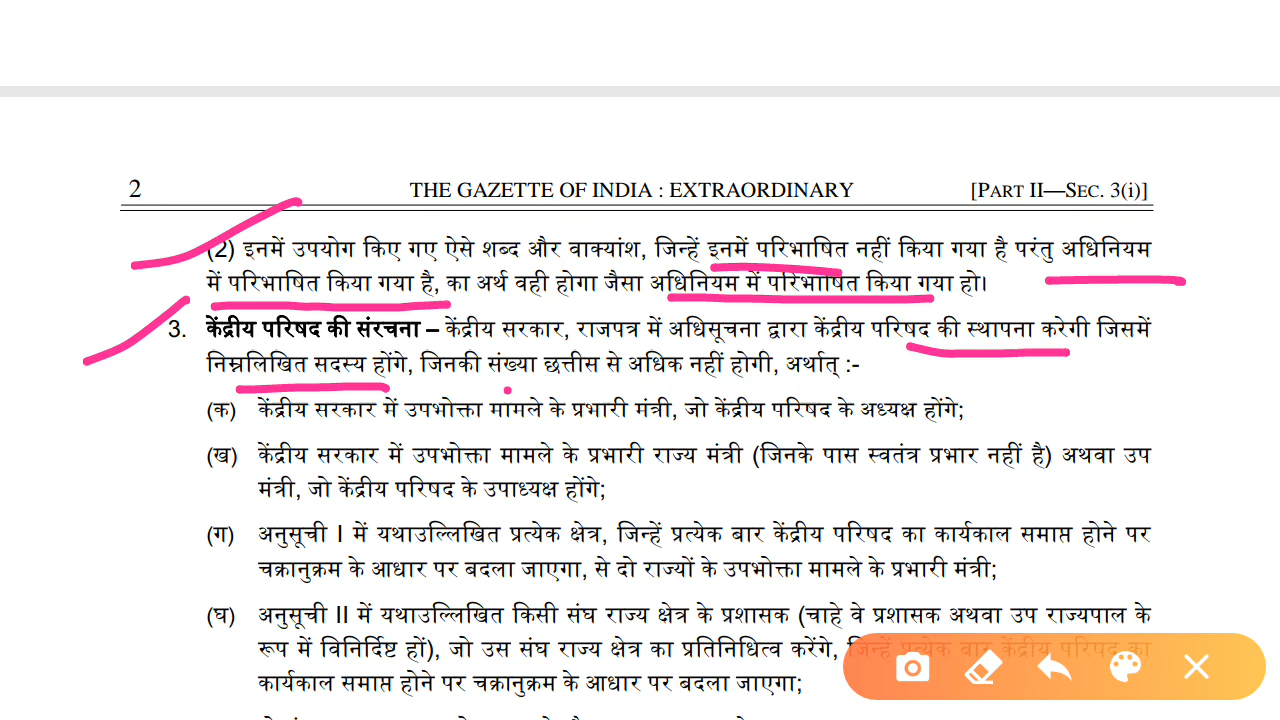 2 THE GAZETTE OF INDIA : EXTRAORDINARY [PART II—SEC. 3(i)]
(2) इनमें उपयोग किए गए ऐसे शब्द और वाक्यांश, जिन्हें इनमें परिभाषित नहीं किया गया है परंतु अधिनियम
में परिभाषित किया गया है, का अर्थ वही होगा जैसा अधिनियम में परिभाषित किया गया हो।
3. केंद्रीय परिषद की संरचना – केंद्रीय सरकार, राजपत्र में अधिसूचना द्वारा केंद्रीय परिषद की स्थापना करेगी जिसमें
निम्नलिखित सदस्य होंगे, जिनकी संख्या छत्तीस से अधिक नहीं होगी, अर्थात् :-
(क) केंद्रीय सरकार में उपभोक्ता मामले के प्रभारी मंत्री, जो केंद्रीय परिषद के अध्यक्ष होंगे;
(ख) केंद्रीय सरकार में उपभोक्ता मामले के प्रभारी राज्य मंत्री (जिनके पास स्वतंत्र प्रभार नहीं है) अथवा उप
मंत्री, जो केंद्रीय परिषद के उपाध्यक्ष होंगे;
(ग) अनुसूची I में यथाउल्लिखित प्रत्येक क्षेत्र, जिन्हें प्रत्येक बार केंद्रीय परिषद का कार्यकाल समाप्त होने पर
चक्रानुक्रम के आधार पर बदला जाएगा, से दो राज्यों के उपभोक्ता मामले के प्रभारी मंत्री;
(घ) अनुसूची II में यथाउल्लिखित किसी संघ राज्य क्षेत्र के प्रशासक (चाहे वे प्रशासक अथवा उप राज्यपाल के
रूप में विनिर्दिष्ट हों), जो उस संघ राज्य क्षेत्र का प्रतिनिधित्व करेंगे, जिन्हें प्रत्येक बार केंद्रीय परिषद का
कार्यकाल समाप्त होने पर चक्रानुक्रम के आधार पर बदला जाएगा;